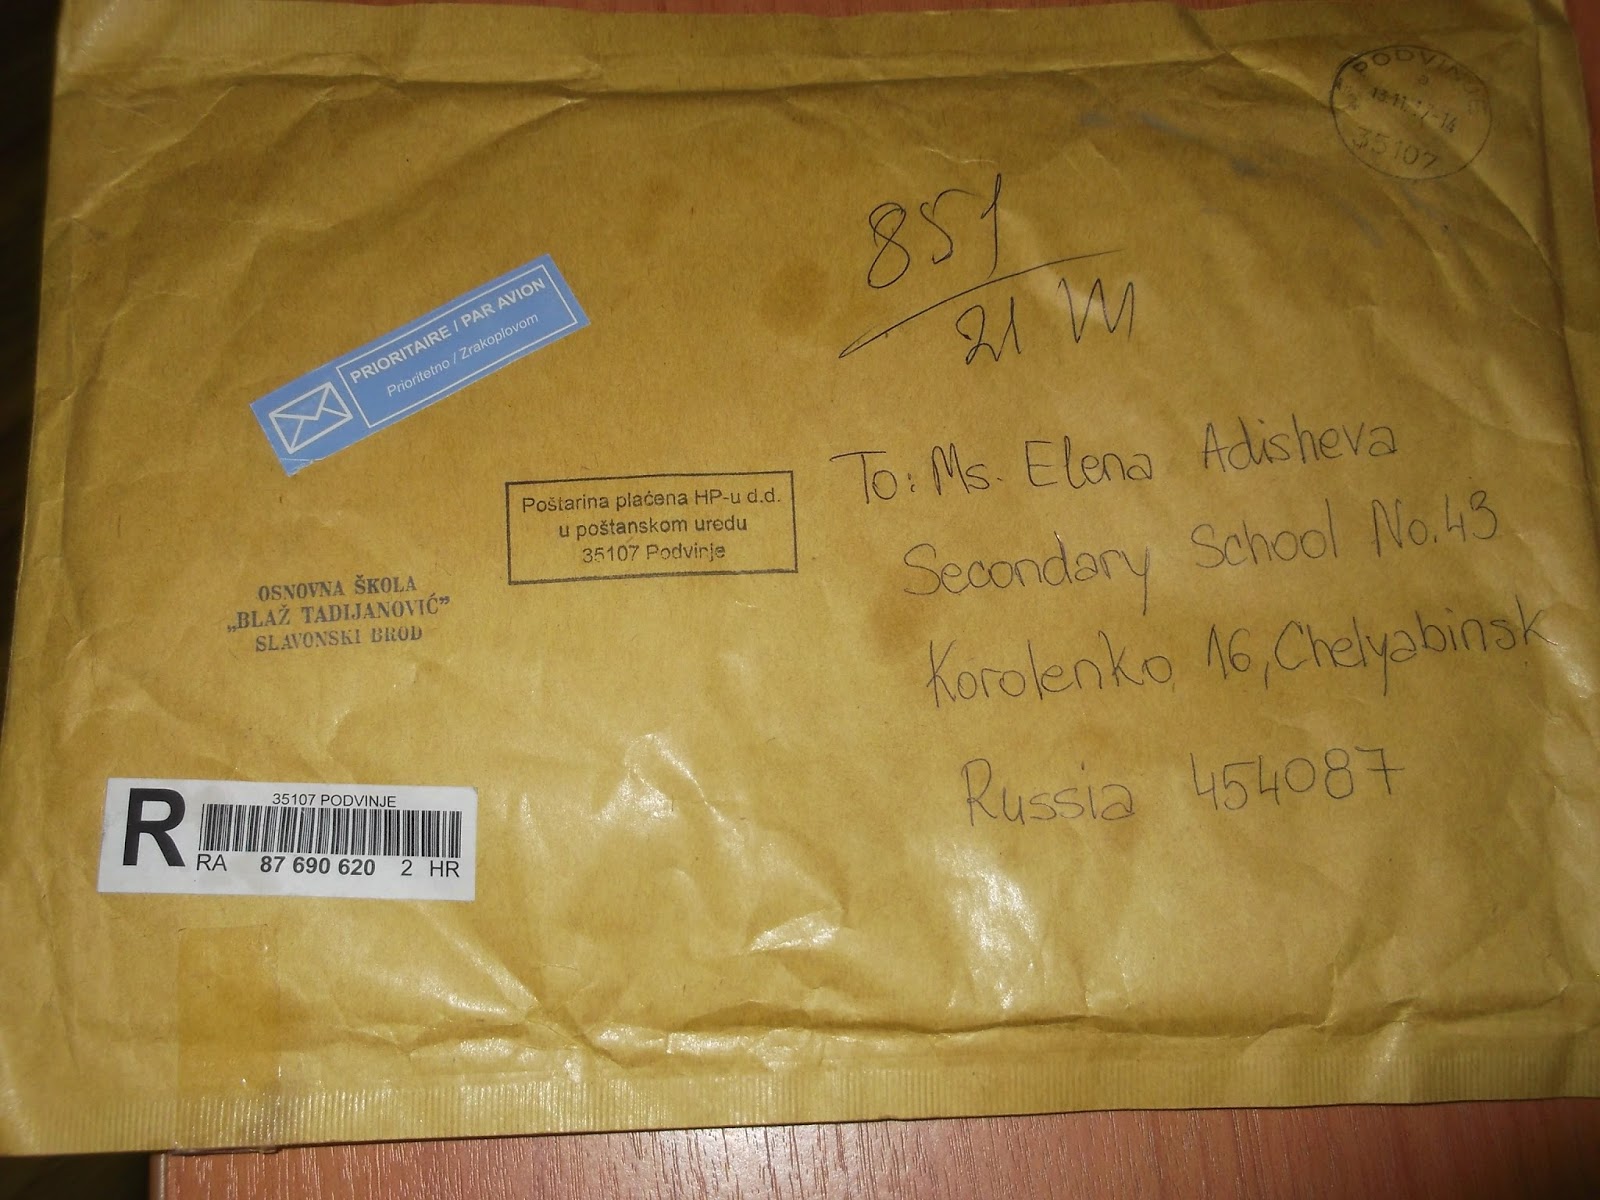 PODVINJE
35107
851
21
PRIORITAIRE / PAR AVION
Prioritetno / Zrakoplovom
To: Ms. Elena Adisheva
Secondary School No.43
Korolenko 16, Chelyabinsk
Russia 454087
Poštarina plaćena HP-u d.d.
u poštanskom uredu
35107 Podvinje
OSNOVNA ŠKOLA
„BLAŽ TADIJANOVIĆ”
SLAVONSKI BROD
R
35107 PODVINJE
RA 87 690 620 2 HR